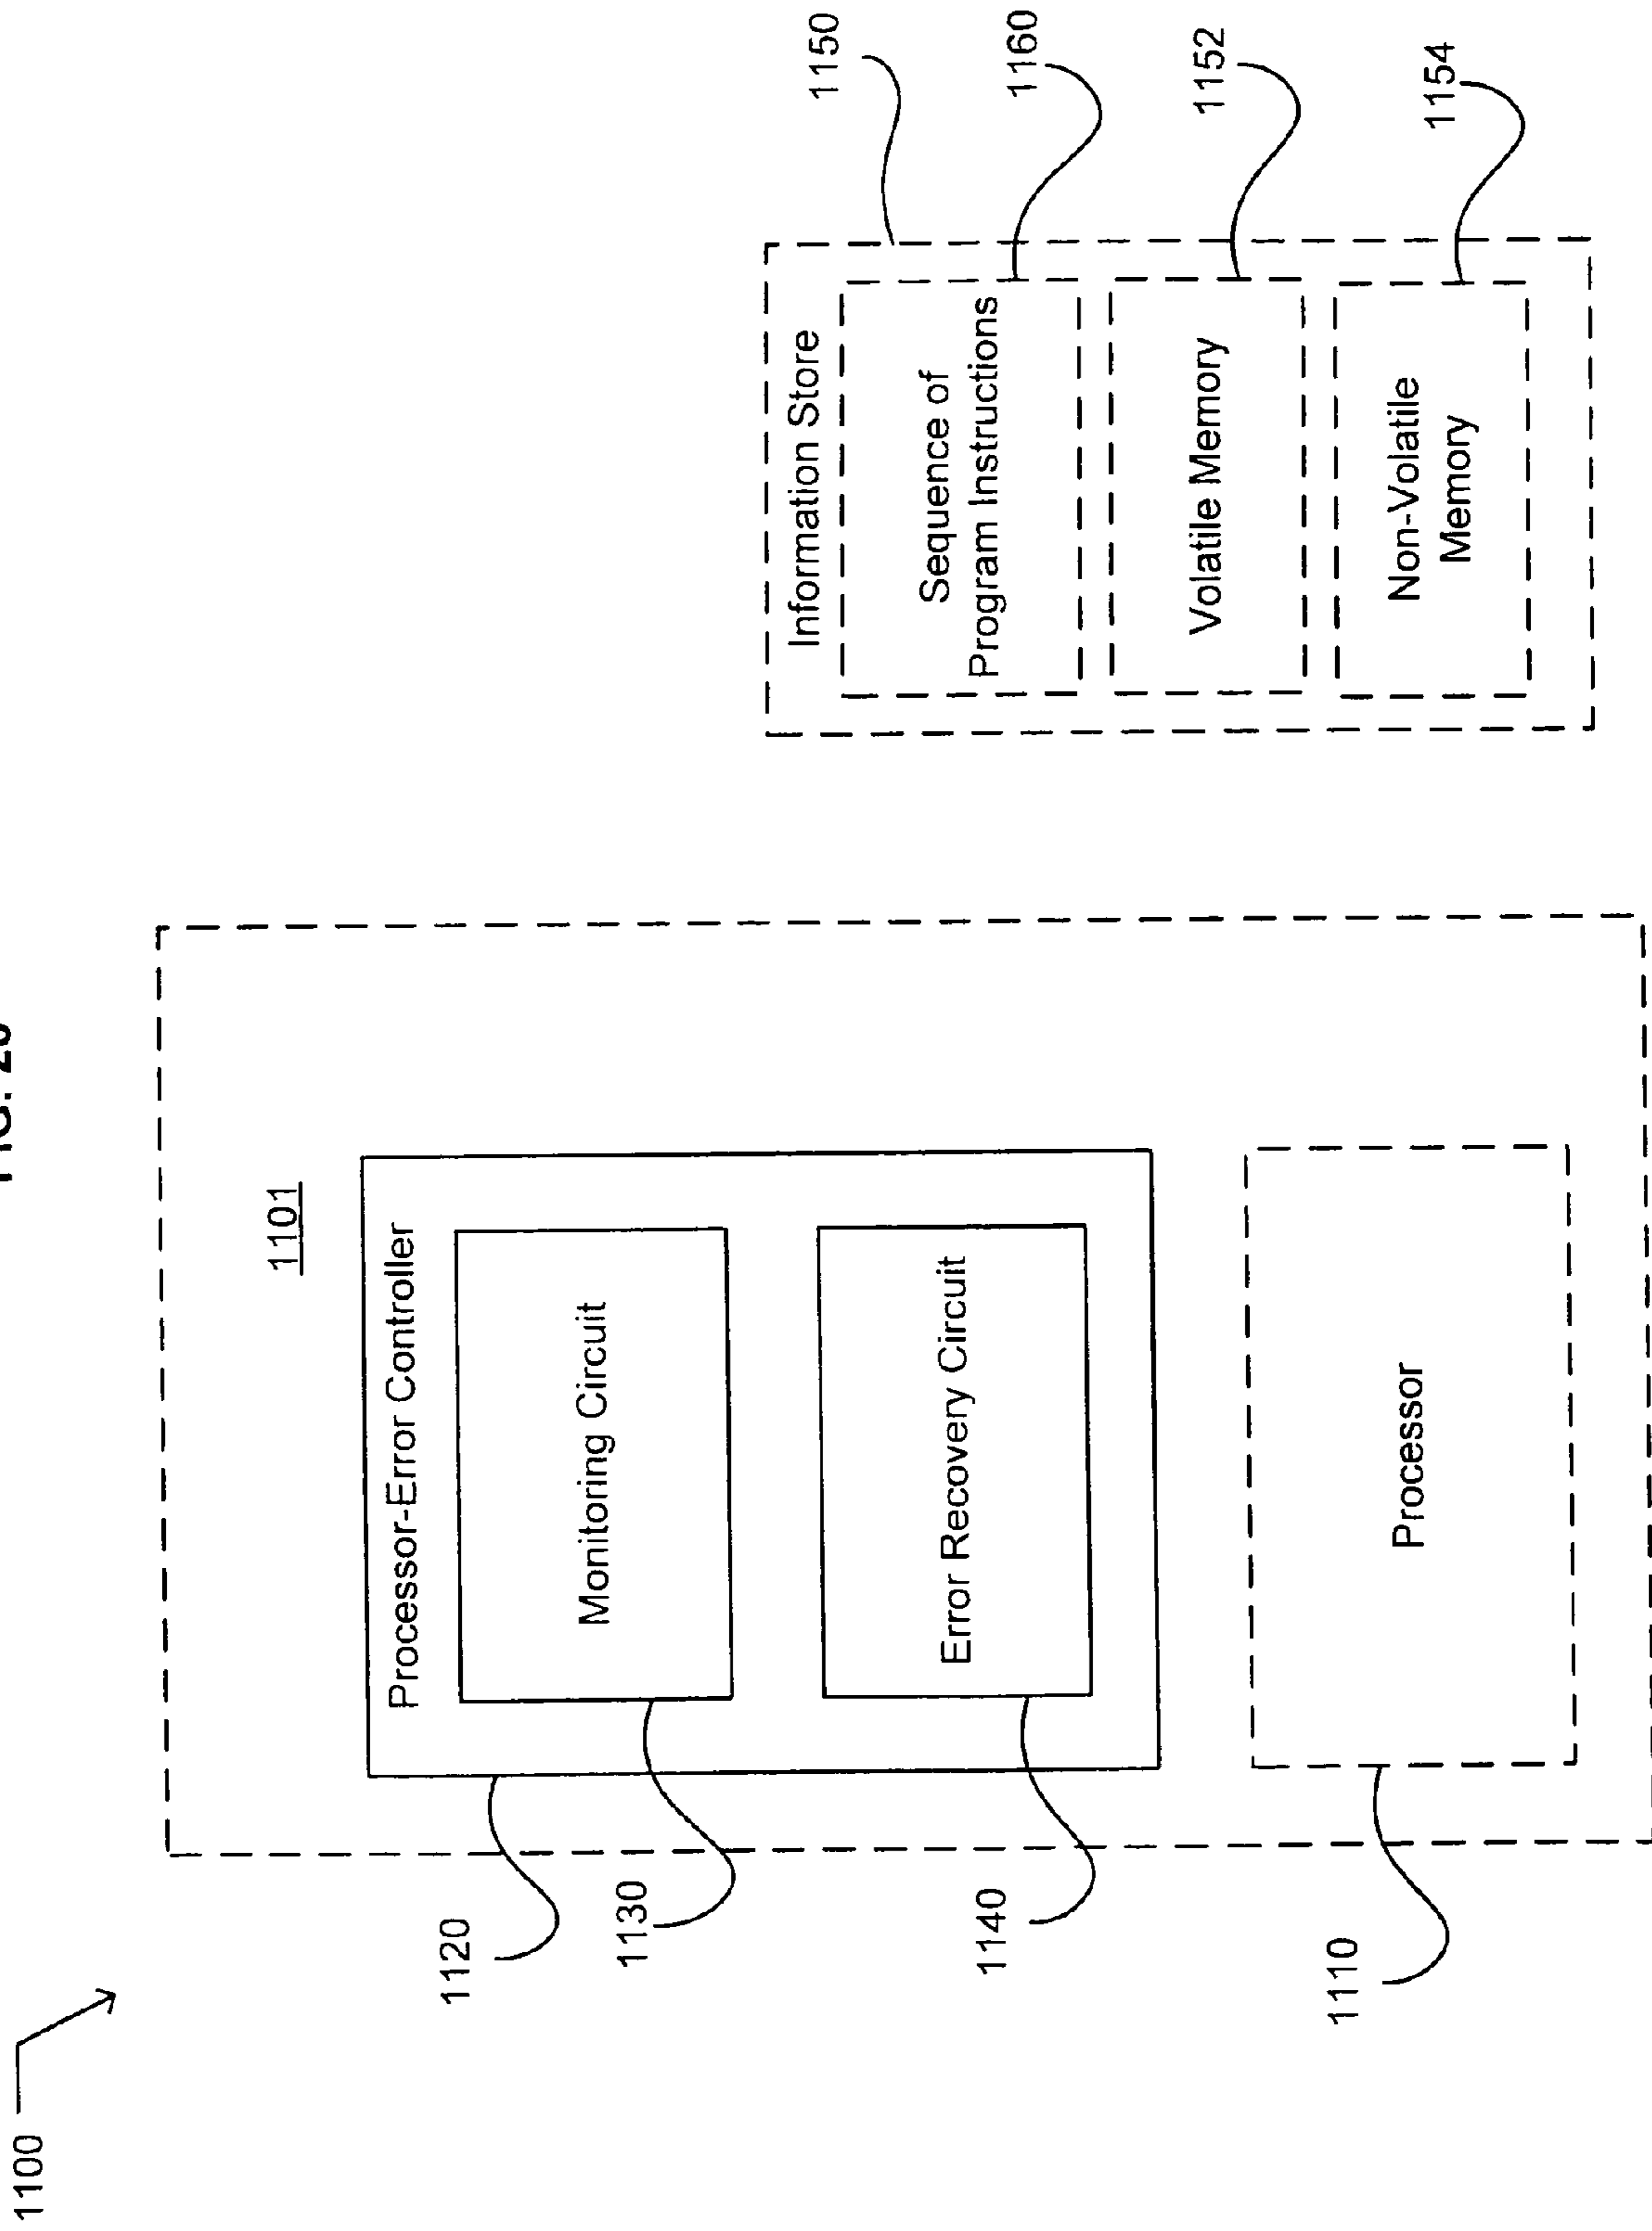 FIG.
1100
1101
1120
Processor-Error Controller
1130
Monitoring Circuit
1140
Error Recovery Circuit
1110
Processor
1150
Information Store
1160
Sequence of
Program Instructions
1152
Volatile Memory
1154
Non-Volatile
Memory